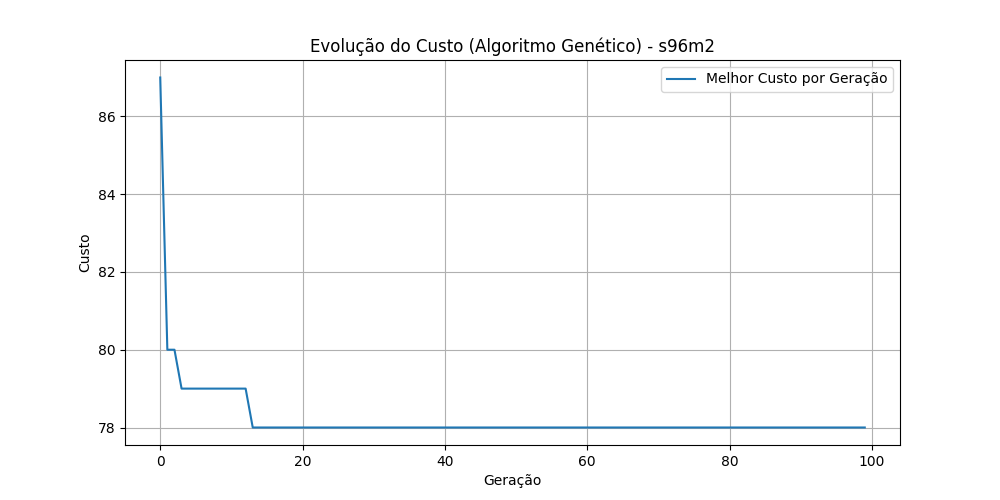 Evolução do Custo (Algoritmo Genético) - s96m2
Melhor Custo por Geração
Custo
86
84
82
80
78
0 20 40 60 80 100
Geração